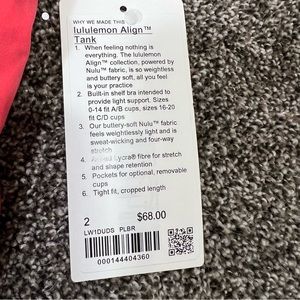 WHY WE MADE THIS
lululemon Align™
Tank
1. When feeling nothing is
everything. The Align™
collection, powered by
Nulu™ fabric, is so weightless
and buttery soft, all you feel
is your practice
2. Built-in shelf bra intended to
provide light support. Sizes
0-14 fit A/B cups, sizes 16-20
fit C/D cups
3. Our buttery-soft Nulu™ fabric
feels weightlessly light and is
sweat-wicking and four-way
stretch
4. Added Lycra® fibre for stretch
and shape retention
5. Pockets for optional, removable
cups
6. Tight fit, cropped length
2 $68.00
LW1DUDS PLBR
000144404360